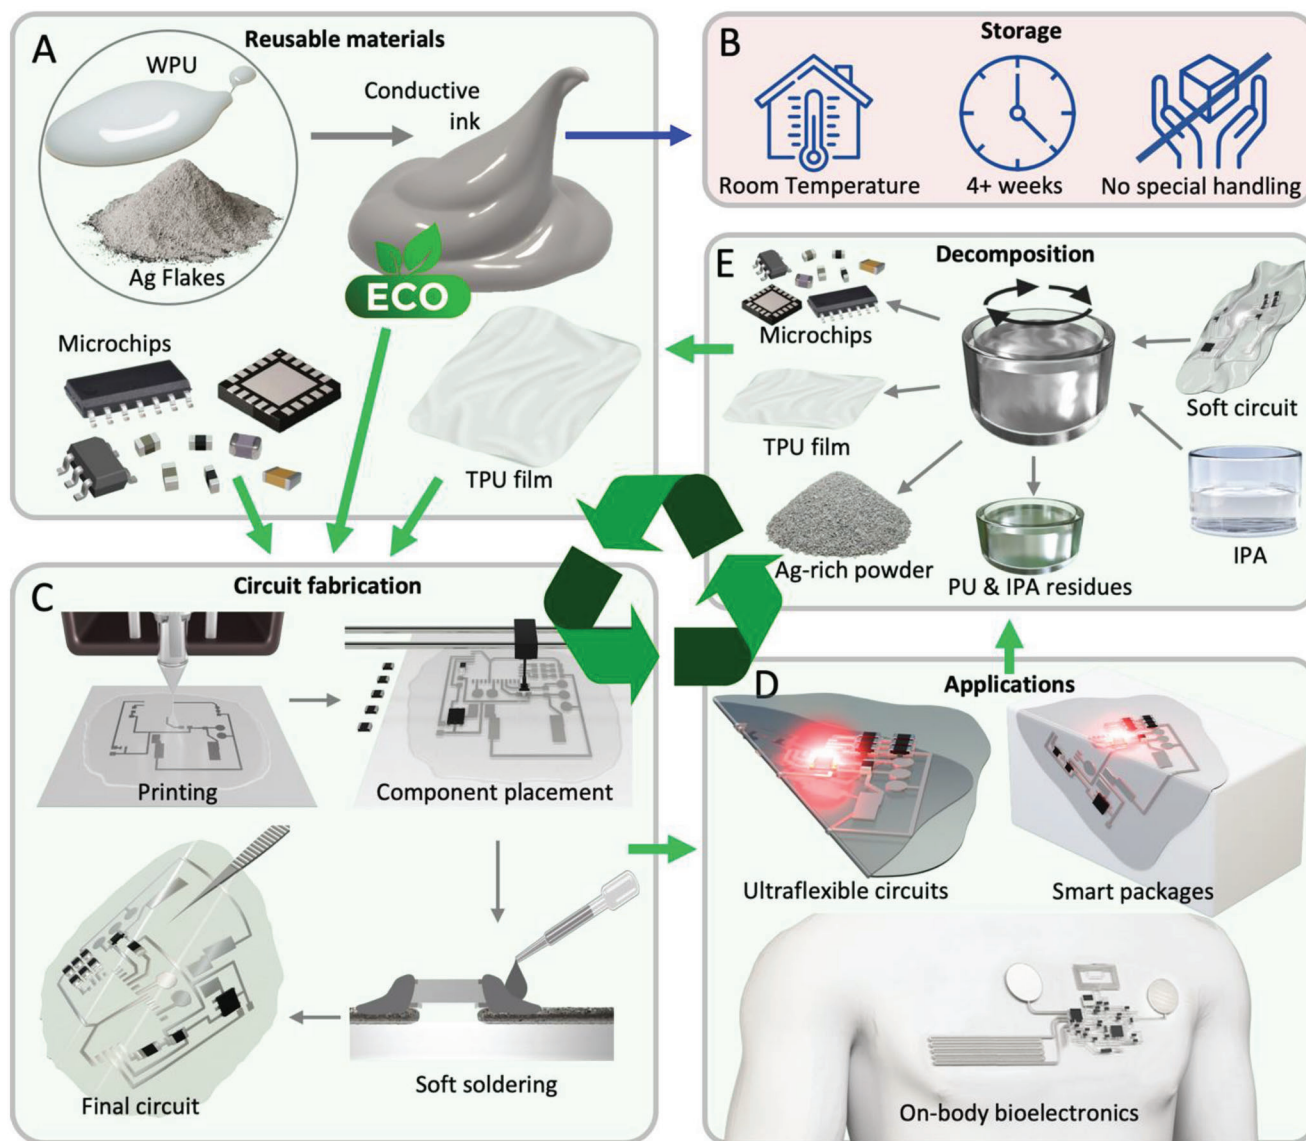 A
Reusable materials
WPU
Ag Flakes
Conductive
ink
ECO
Microchips
TPU film
B
Storage
Room Temperature
4+ weeks
No special handling
C
Circuit fabrication
Printing
Component placement
Soft soldering
Final circuit
D
Applications
Ultraflexible circuits
Smart packages
On-body bioelectronics
E
Decomposition
Microchips
TPU film
Ag-rich powder
PU & IPA residues
Soft circuit
IPA